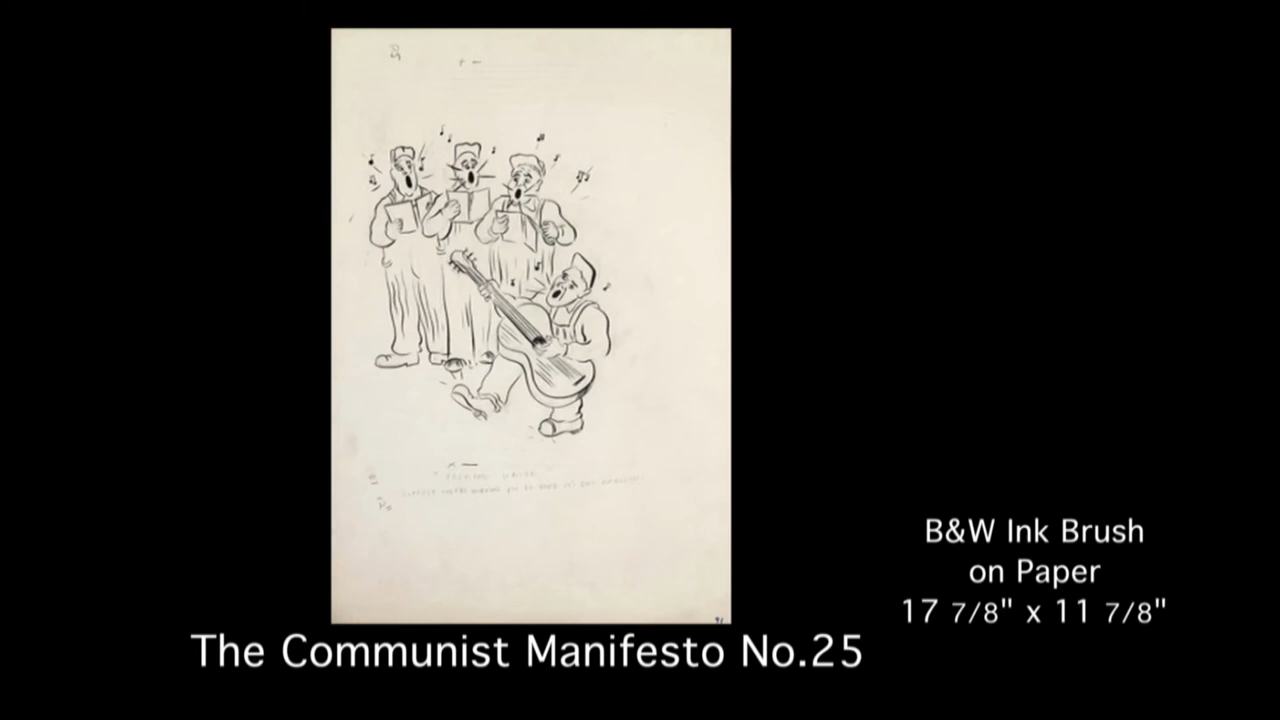 B&W Ink Brush
on Paper
17 7/8" x 11 7/8"
The Communist Manifesto No.25